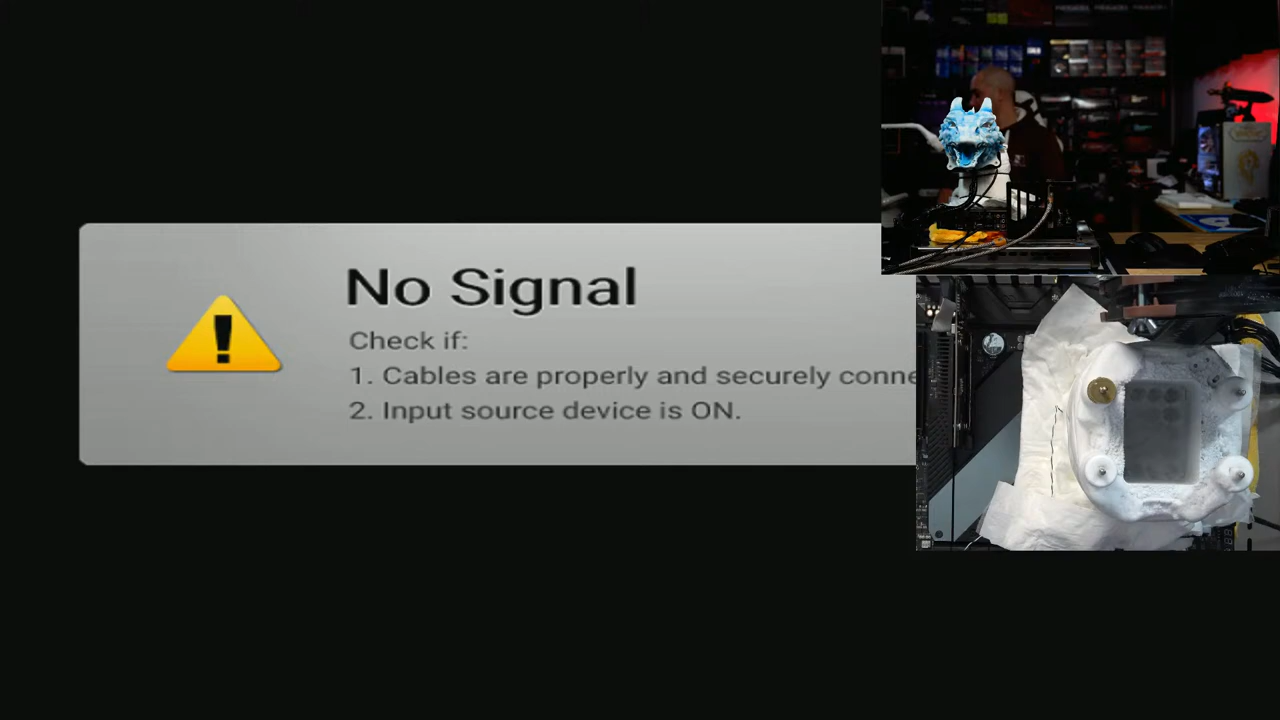 No Signal
Check if:
1. Cables are properly and securely conne
2. Input source device is ON.